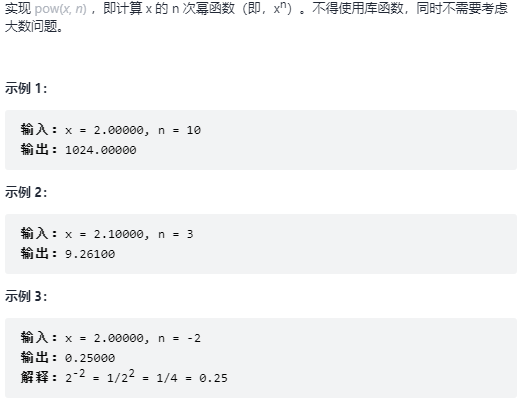 实现 pow(x, n) ，即计算 x 的 n 次幂函数（即，xⁿ）。不得使用库函数，同时不需要考虑
大数问题。
示例 1：
输入：x = 2.00000, n = 10
输出：1024.00000
示例 2：
输入：x = 2.10000, n = 3
输出：9.26100
示例 3：
输入：x = 2.00000, n = -2
输出：0.25000
解释：2⁻² = 1/2² = 1/4 = 0.25